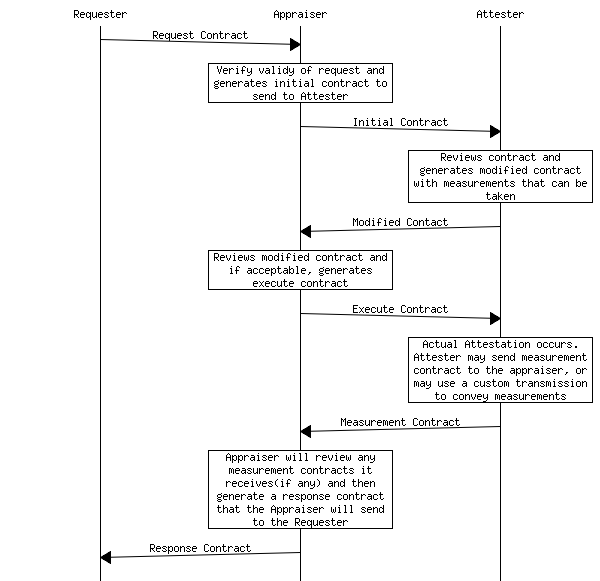 Requester Appraiser Attester
Request Contract
Verify validy of request and
generates initial contract to
send to Attester
Initial Contract
Reviews contract and
generates modified contract
with measurements that can be
taken
Modified Contact
Reviews modified contract and
if acceptable, generates
execute contract
Execute Contract
Actual Attestation occurs.
Attester may send measurement
contract to the appraiser, or
may use a custom transmission
to convey measurements
Measurement Contract
Appraiser will review any
measurement contracts it
receives(if any) and then
generate a response contract
that the Appraiser will send
to the Requester
Response Contract